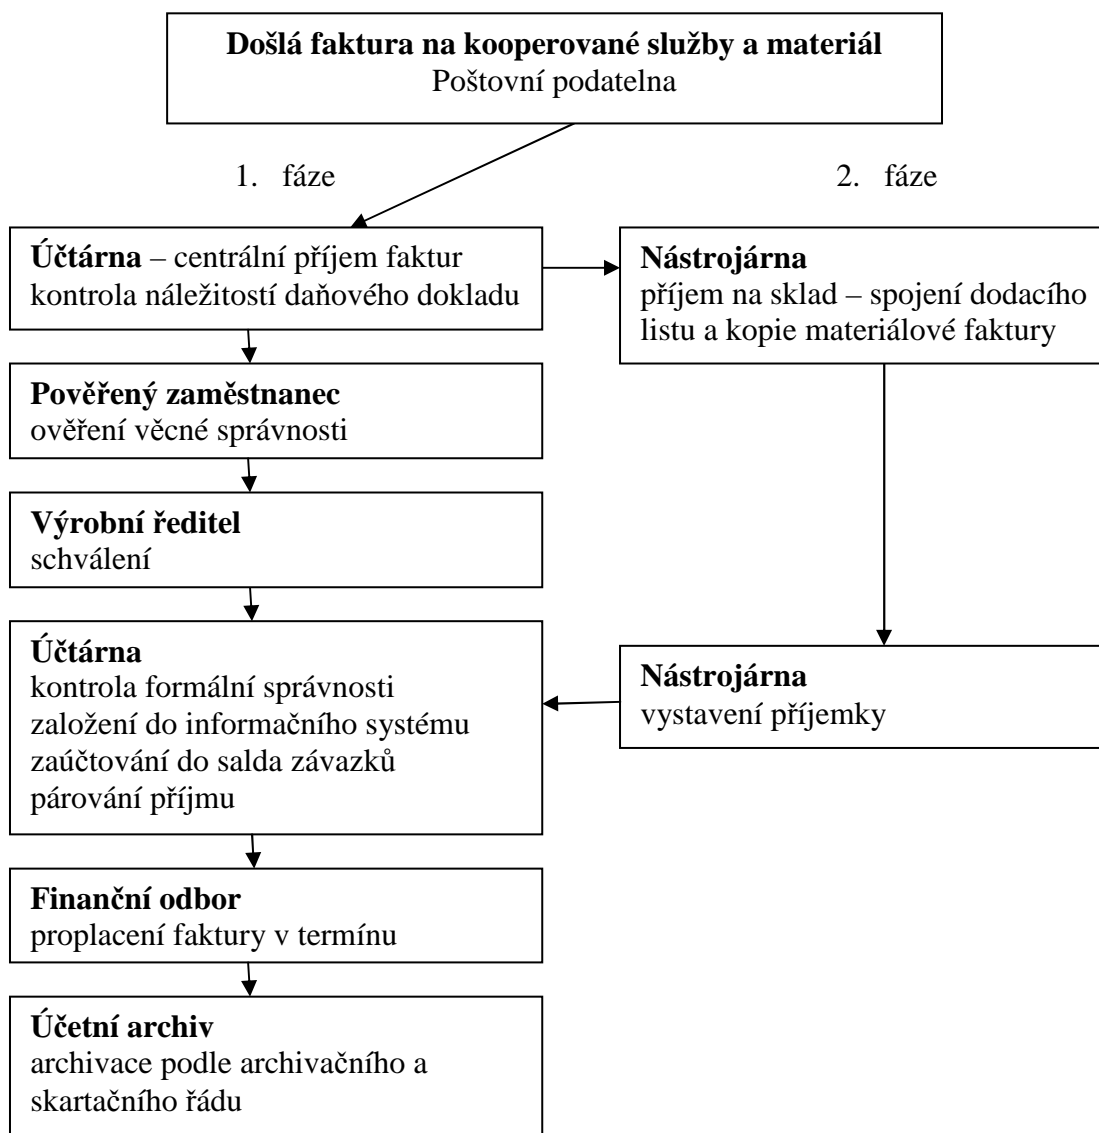 Došlá faktura na kooperované služby a materiál
Poštovní podatelna
1. fáze
2. fáze
Účtárna – centrální příjem faktur
kontrola náležitostí daňového dokladu
Nástrojárna
příjem na sklad – spojení dodacího
listu a kopie materiálové faktury
Pověřený zaměstnanec
ověření věcné správnosti
Výrobní ředitel
schválení
Účtárna
kontrola formální správnosti
založení do informačního systému
zaúčtování do salda závazků
párování příjmu
Nástrojárna
vystavení příjemky
Finanční odbor
proplacení faktury v termínu
Účetní archiv
archivace podle archivačního a
skartačního řádu